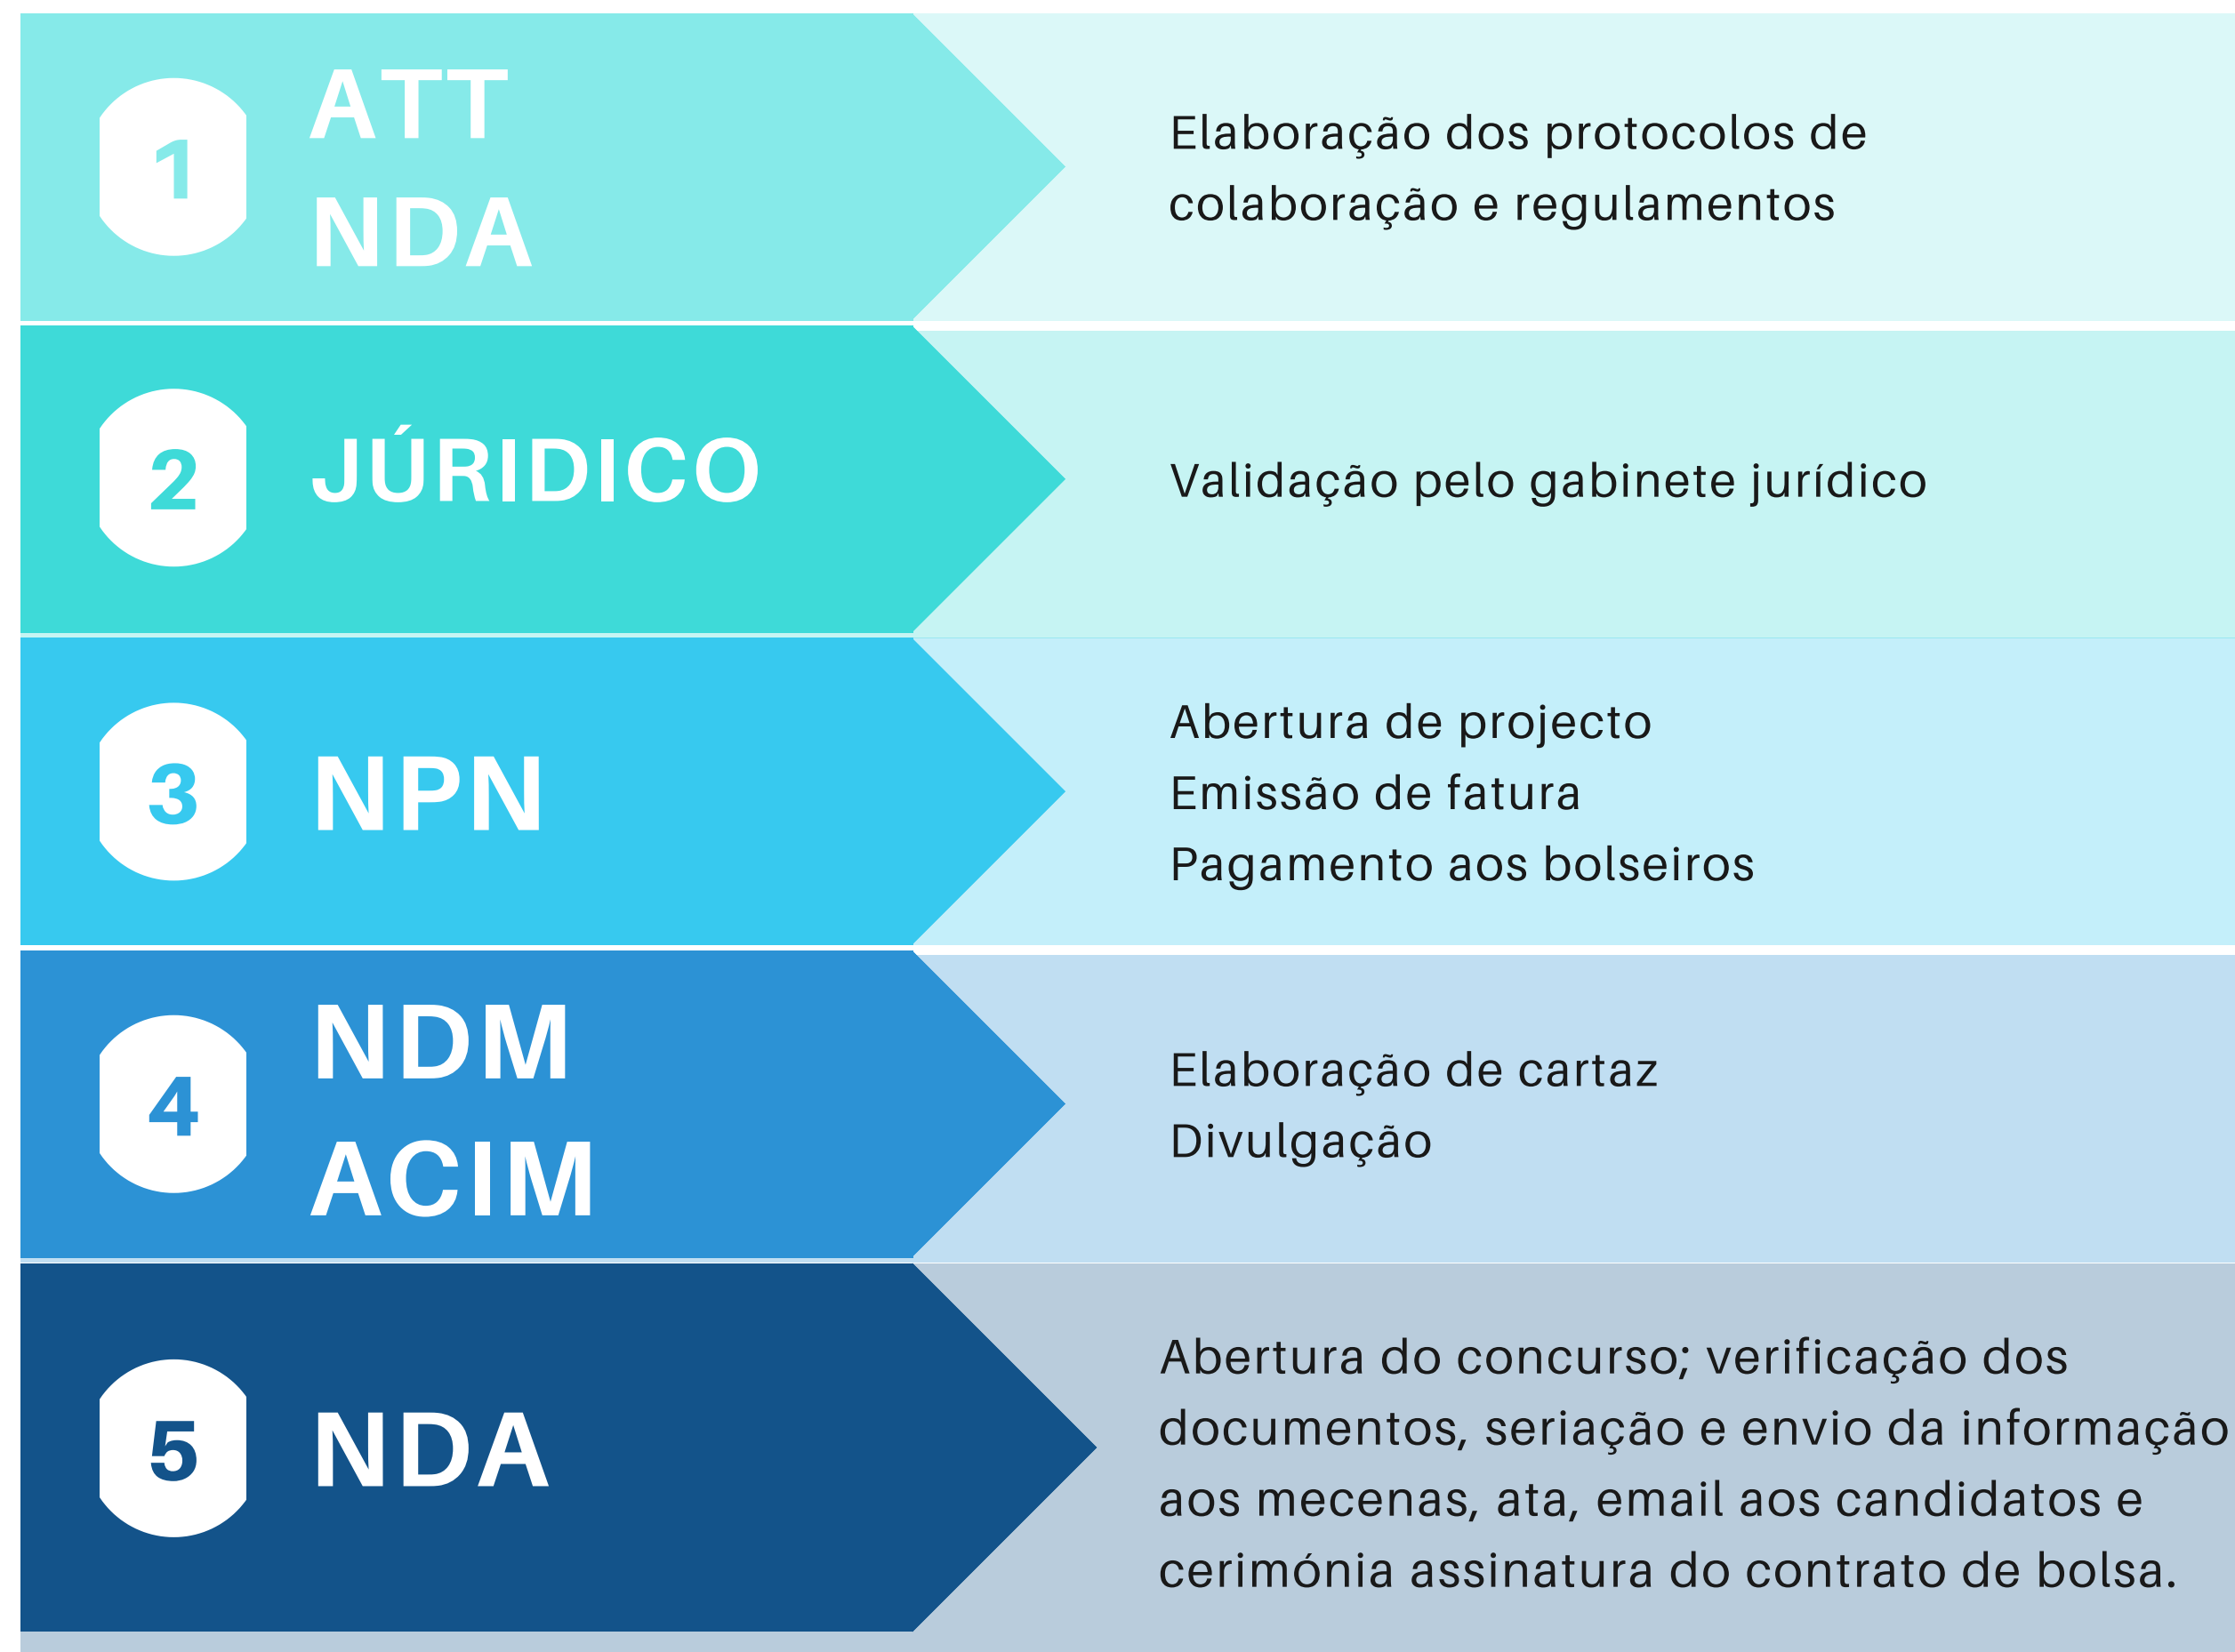 1
ATT
NDA
Elaboração dos protocolos de
colaboração e regulamentos
2
JÚRIDICO
Validação pelo gabinete jurídico
3
NPN
Abertura de projecto
Emissão de fatura
Pagamento aos bolseiros
4
NDM
ACIM
Elaboração de cartaz
Divulgação
5
NDA
Abertura do concurso; verificação dos
documentos, seriação e envio da informação
aos mecenas, ata, email aos candidatos e
cerimónia assinatura do contrato de bolsa.